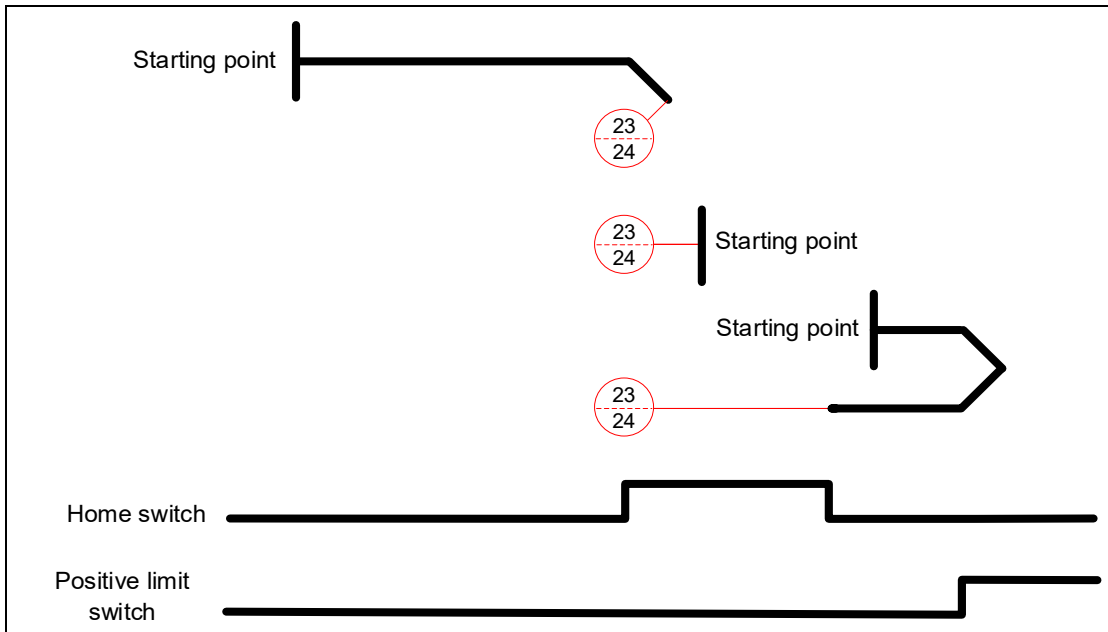 Starting point
23
24
23
24
Starting point
Starting point
23
24
Home switch
Positive limit
switch